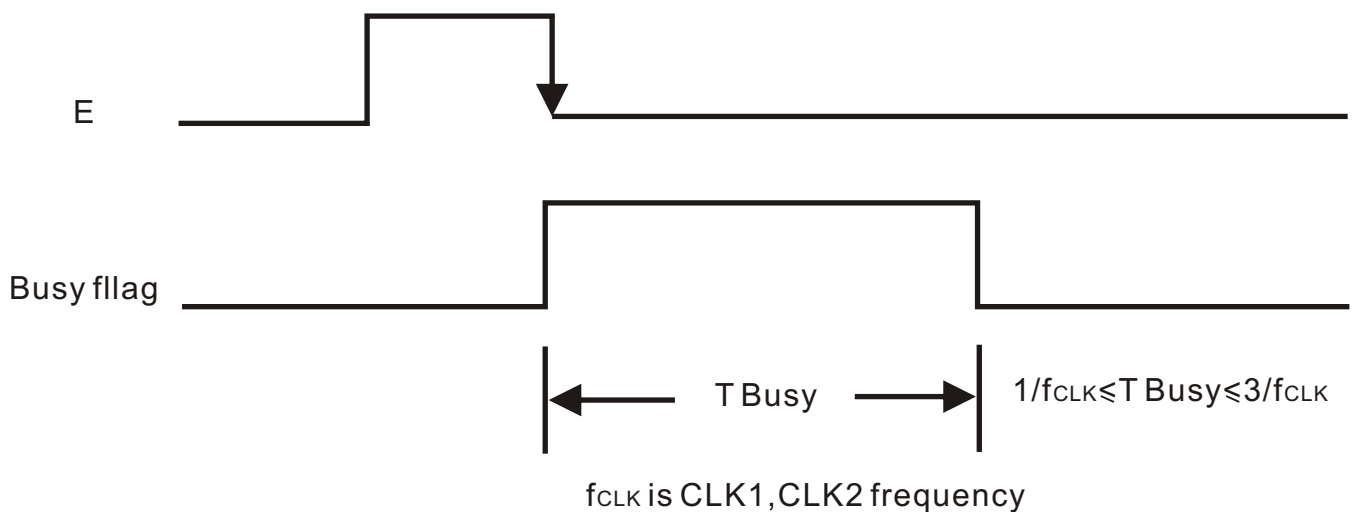 E
Busy fllag
T Busy
1/fCLK⩽T Busy⩽3/fCLK
fCLK is CLK1,CLK2 frequency